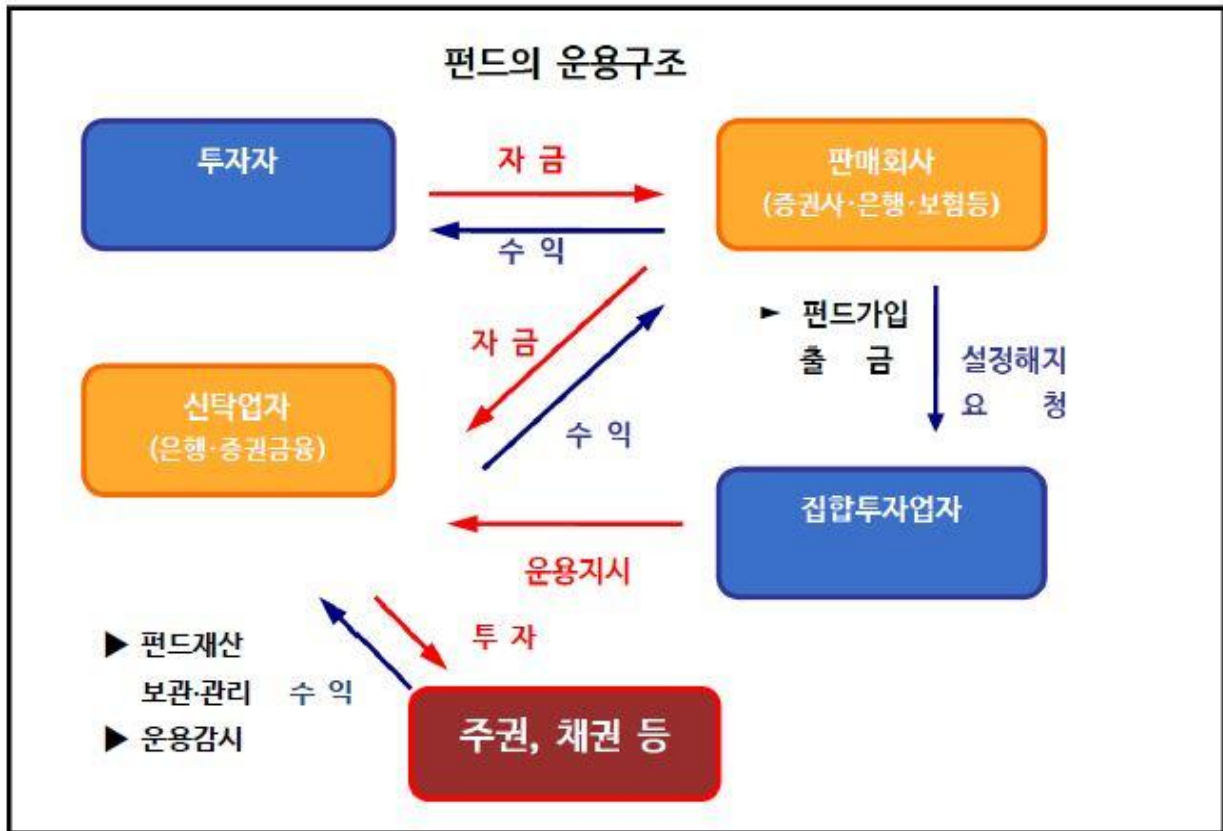 펀드의 운용구조
투자자
자 금
수 익
판매회사
(증권사·은행·보험등)
자 금
수 익
► 펀드가입
출 금
설정해지
요 청
신탁업자
(은행·증권금융)
집합투자업자
운용지시
▶ 펀드재산
보관·관리
▶ 운용감시
수 익
투 자
주권, 채권 등